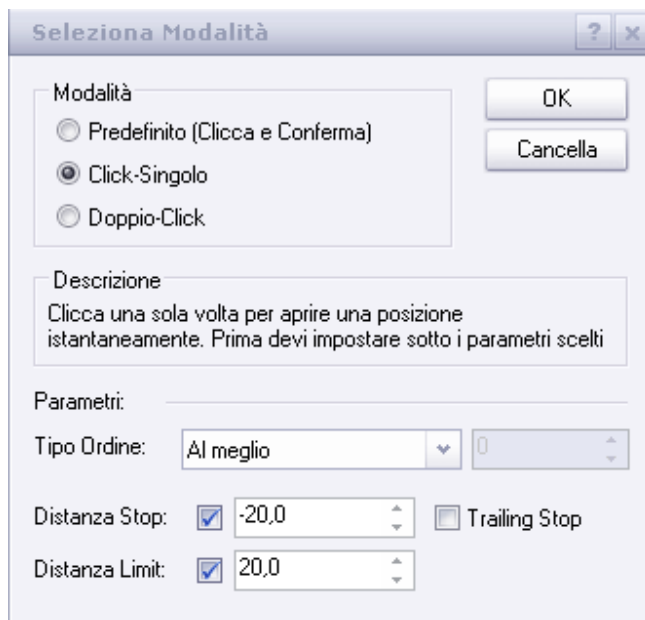 Seleziona Modalità
? x
Modalità
OK
Predefinito (Clicca e Conferma)
Cancella
Click-Singolo
Doppio-Click
Descrizione
Clicca una sola volta per aprire una posizione
istantaneamente. Prima devi impostare sotto i parametri scelti
Parametri:
Tipo Ordine: Al meglio 0
Distanza Stop: -20,0 Trailing Stop
Distanza Limit: 20,0